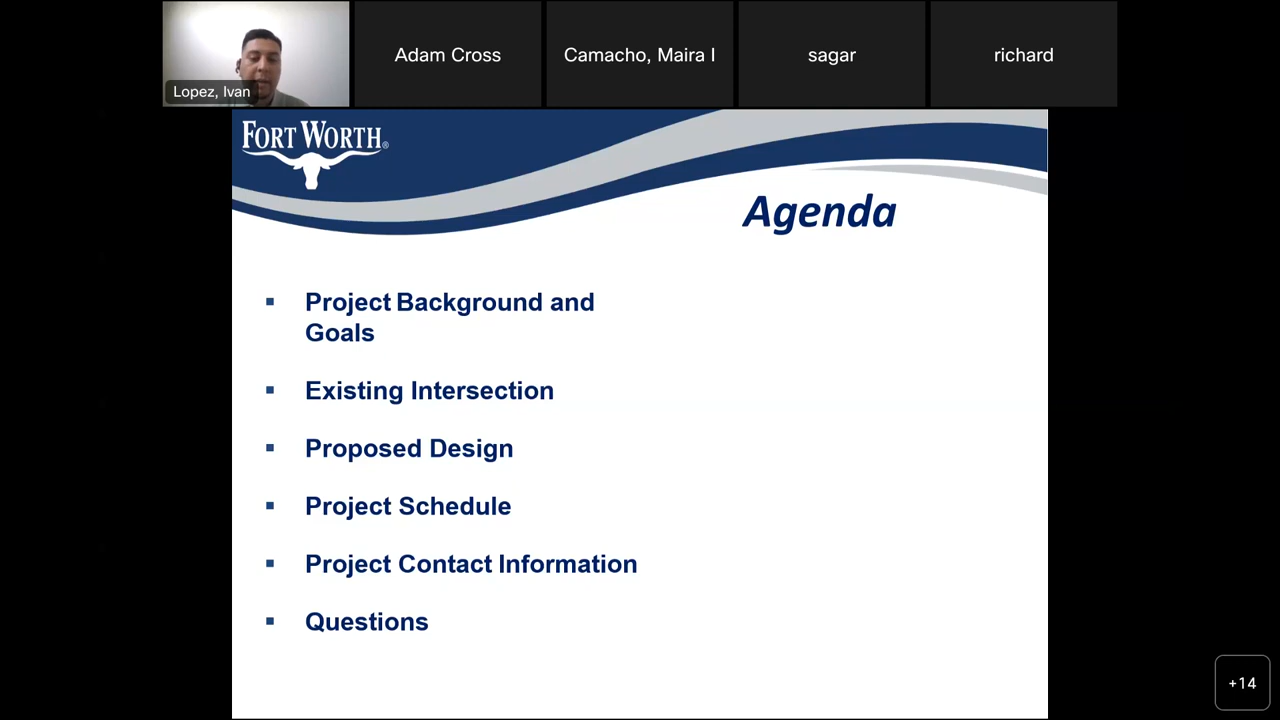 Lopez, Ivan
Adam Cross
Camacho, Maira I
sagar
richard
FORT WORTH®
Agenda
▪ Project Background and
Goals
▪ Existing Intersection
▪ Proposed Design
▪ Project Schedule
▪ Project Contact Information
▪ Questions
+14